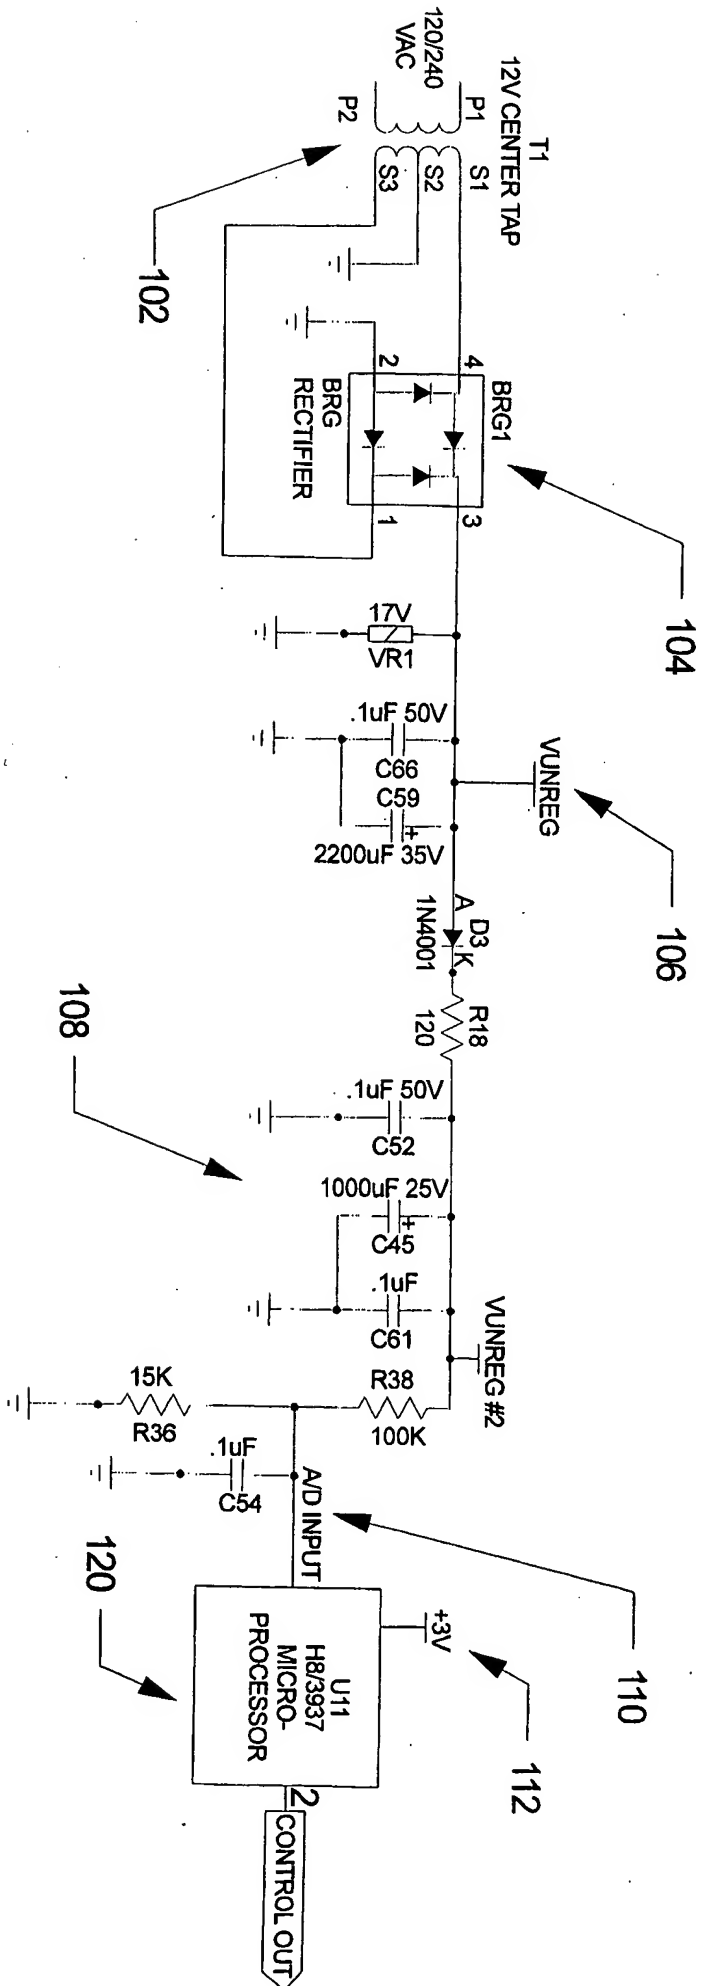 T1
12V CENTER TAP
120/240
VAC
P1
P2
S1
S2
S3
102
BRG1
4
2
3
1
BRG
RECTIFIER
104
17V
VR1
.1uF 50V
C66
C59
2200uF 35V
VUNREG
106
A
D3
K
1N4001
R18
120
108
.1uF 50V
C52
1000uF 25V
C45
.1uF
C61
VUNREG #2
R38
100K
15K
R36
.1uF
C54
A/D INPUT
110
+3V
112
U11
H8/3937
MICRO-
PROCESSOR
120
2
CONTROL OUT